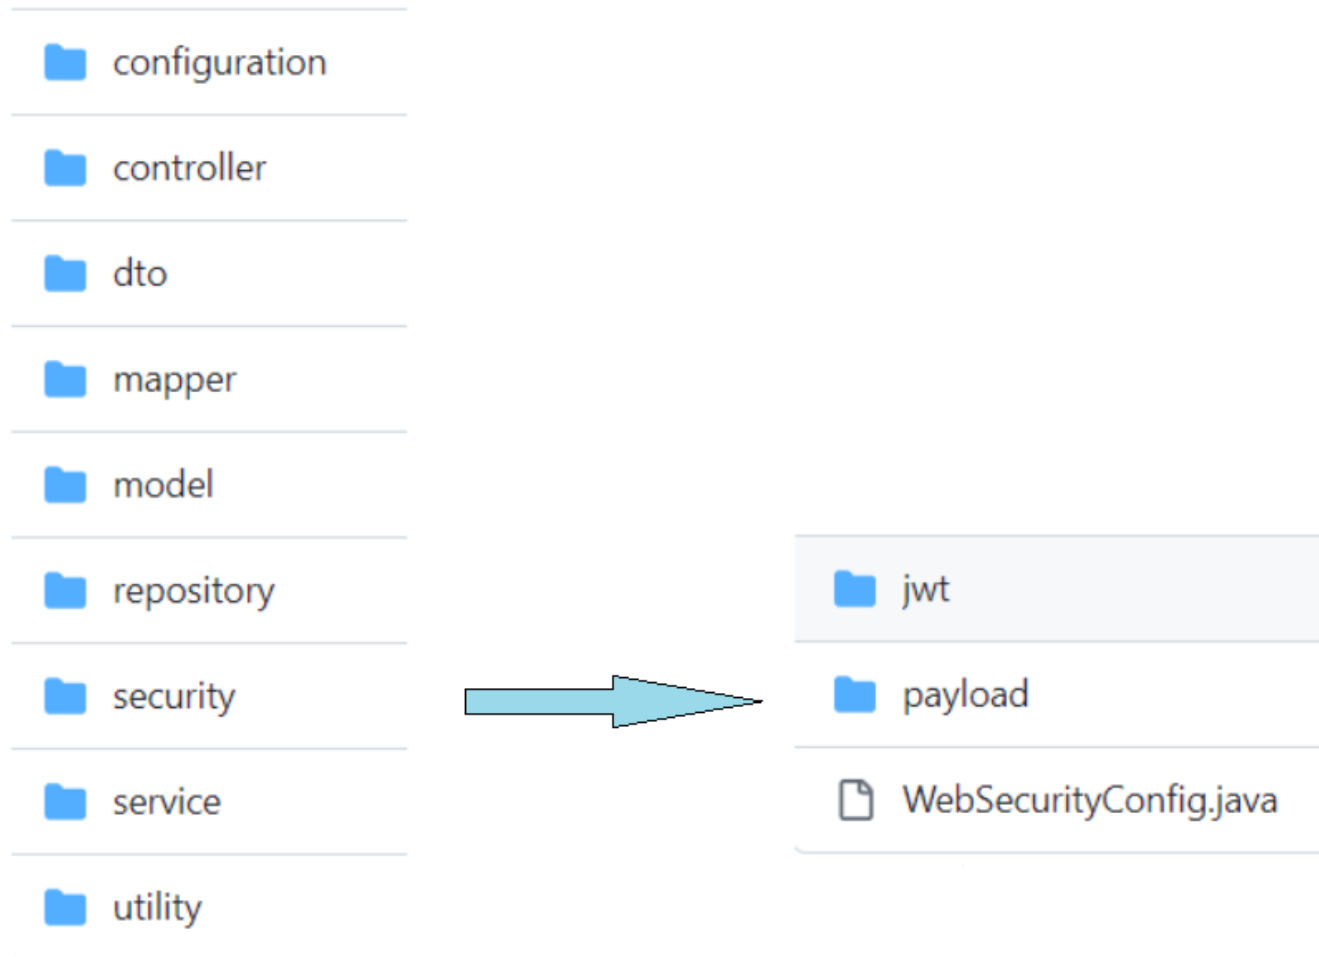 configuration
controller
dto
mapper
model
repository
security
service
utility
jwt
payload
WebSecurityConfig.java